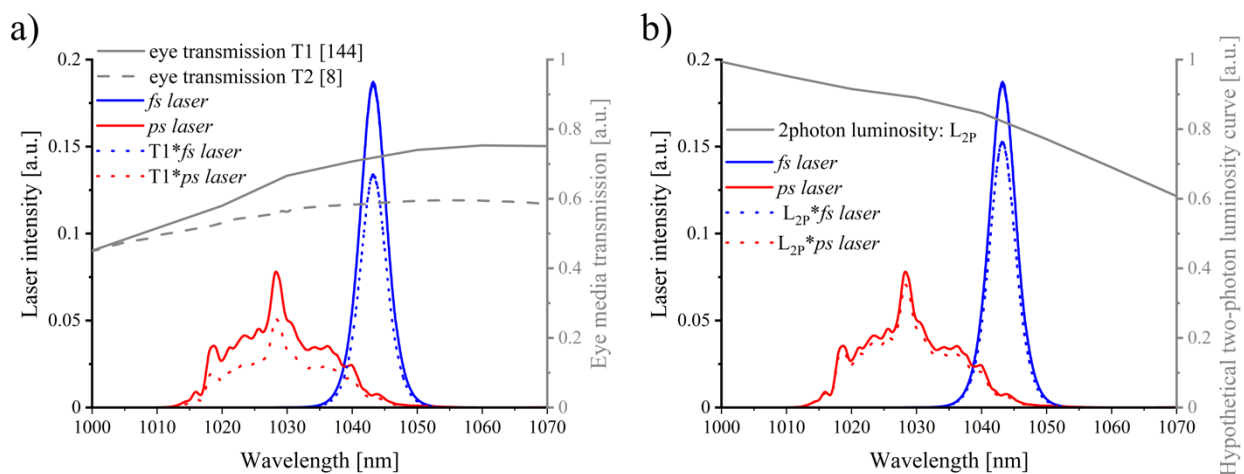 a)
eye transmission T1 [144]
eye transmission T2 [8]
fs laser
ps laser
T1*fs laser
T1*ps laser
0.2
0.15
0.1
0.05
0
Laser intensity [a.u.]
1
0.8
0.6
0.4
0.2
0
Eye media transmission [a.u.]
1000 1010 1020 1030 1040 1050 1060 1070
Wavelength [nm]
b)
2photon luminosity: L2P
fs laser
ps laser
L2P*fs laser
L2P*ps laser
0.2
0.15
0.1
0.05
0
Laser intensity [a.u.]
1
0.8
0.6
0.4
0.2
0
Hypothetical two-photon luminosity curve [a.u.]
1000 1010 1020 1030 1040 1050 1060 1070
Wavelength [nm]